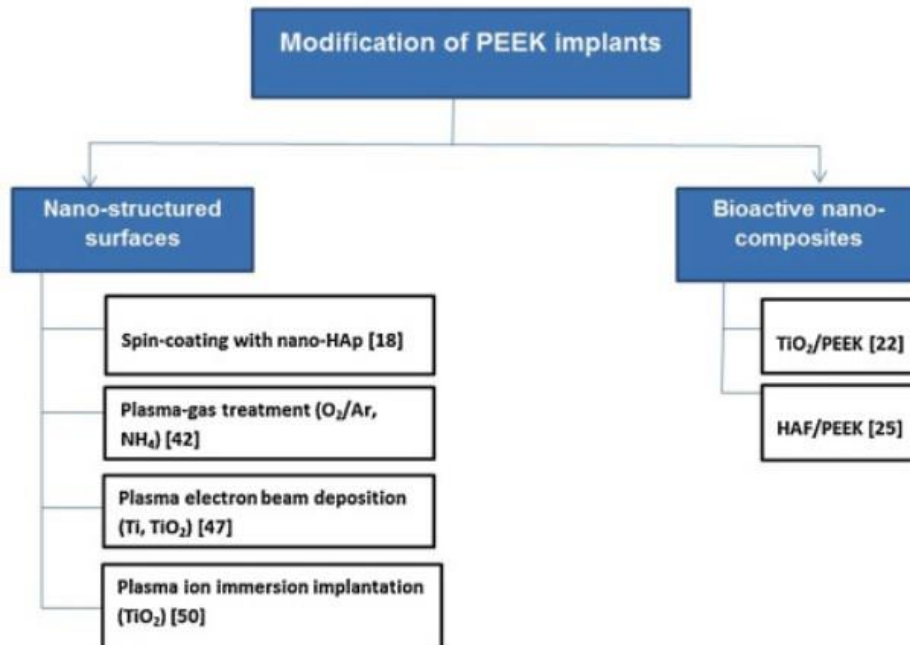 Modification of PEEK implants
Nano-structured
surfaces
Spin-coating with nano-HAp [18]
Plasma-gas treatment (O₂/Ar,
NH₄) [42]
Plasma electron beam deposition
(Ti, TiO₂) [47]
Plasma ion immersion implantation
(TiO₂) [50]
Bioactive nano-
composites
TiO₂/PEEK [22]
HAF/PEEK [25]